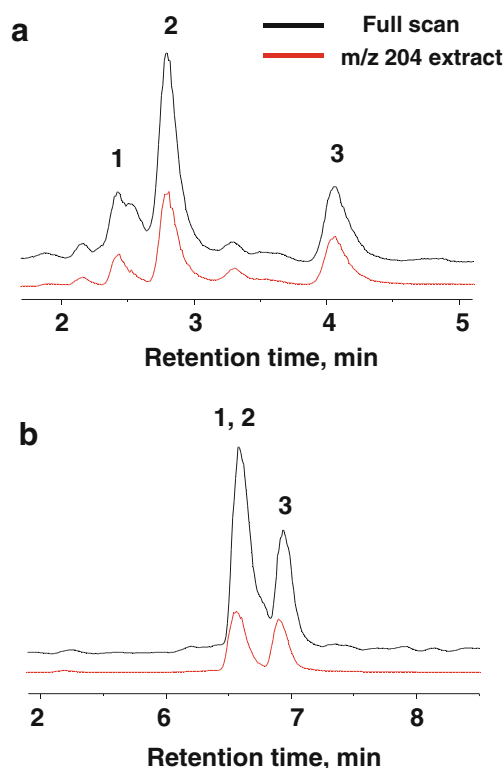 a
2
Full scan
m/z 204 extract
1
3
2 3 4 5
Retention time, min
b
1, 2
3
2 6 7 8
Retention time, min